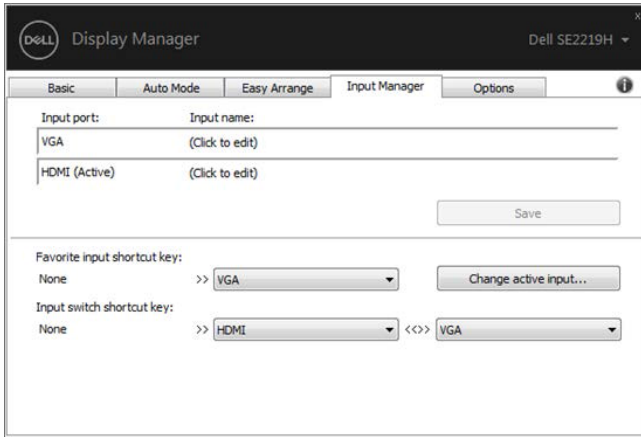 x
DELL Display Manager Dell SE2219H
Basic Auto Mode Easy Arrange Input Manager Options i
Input port: Input name:
VGA (Click to edit)
HDMI (Active) (Click to edit)
Save
Favorite input shortcut key:
None >> VGA Change active input...
Input switch shortcut key:
None >> HDMI <<>> VGA